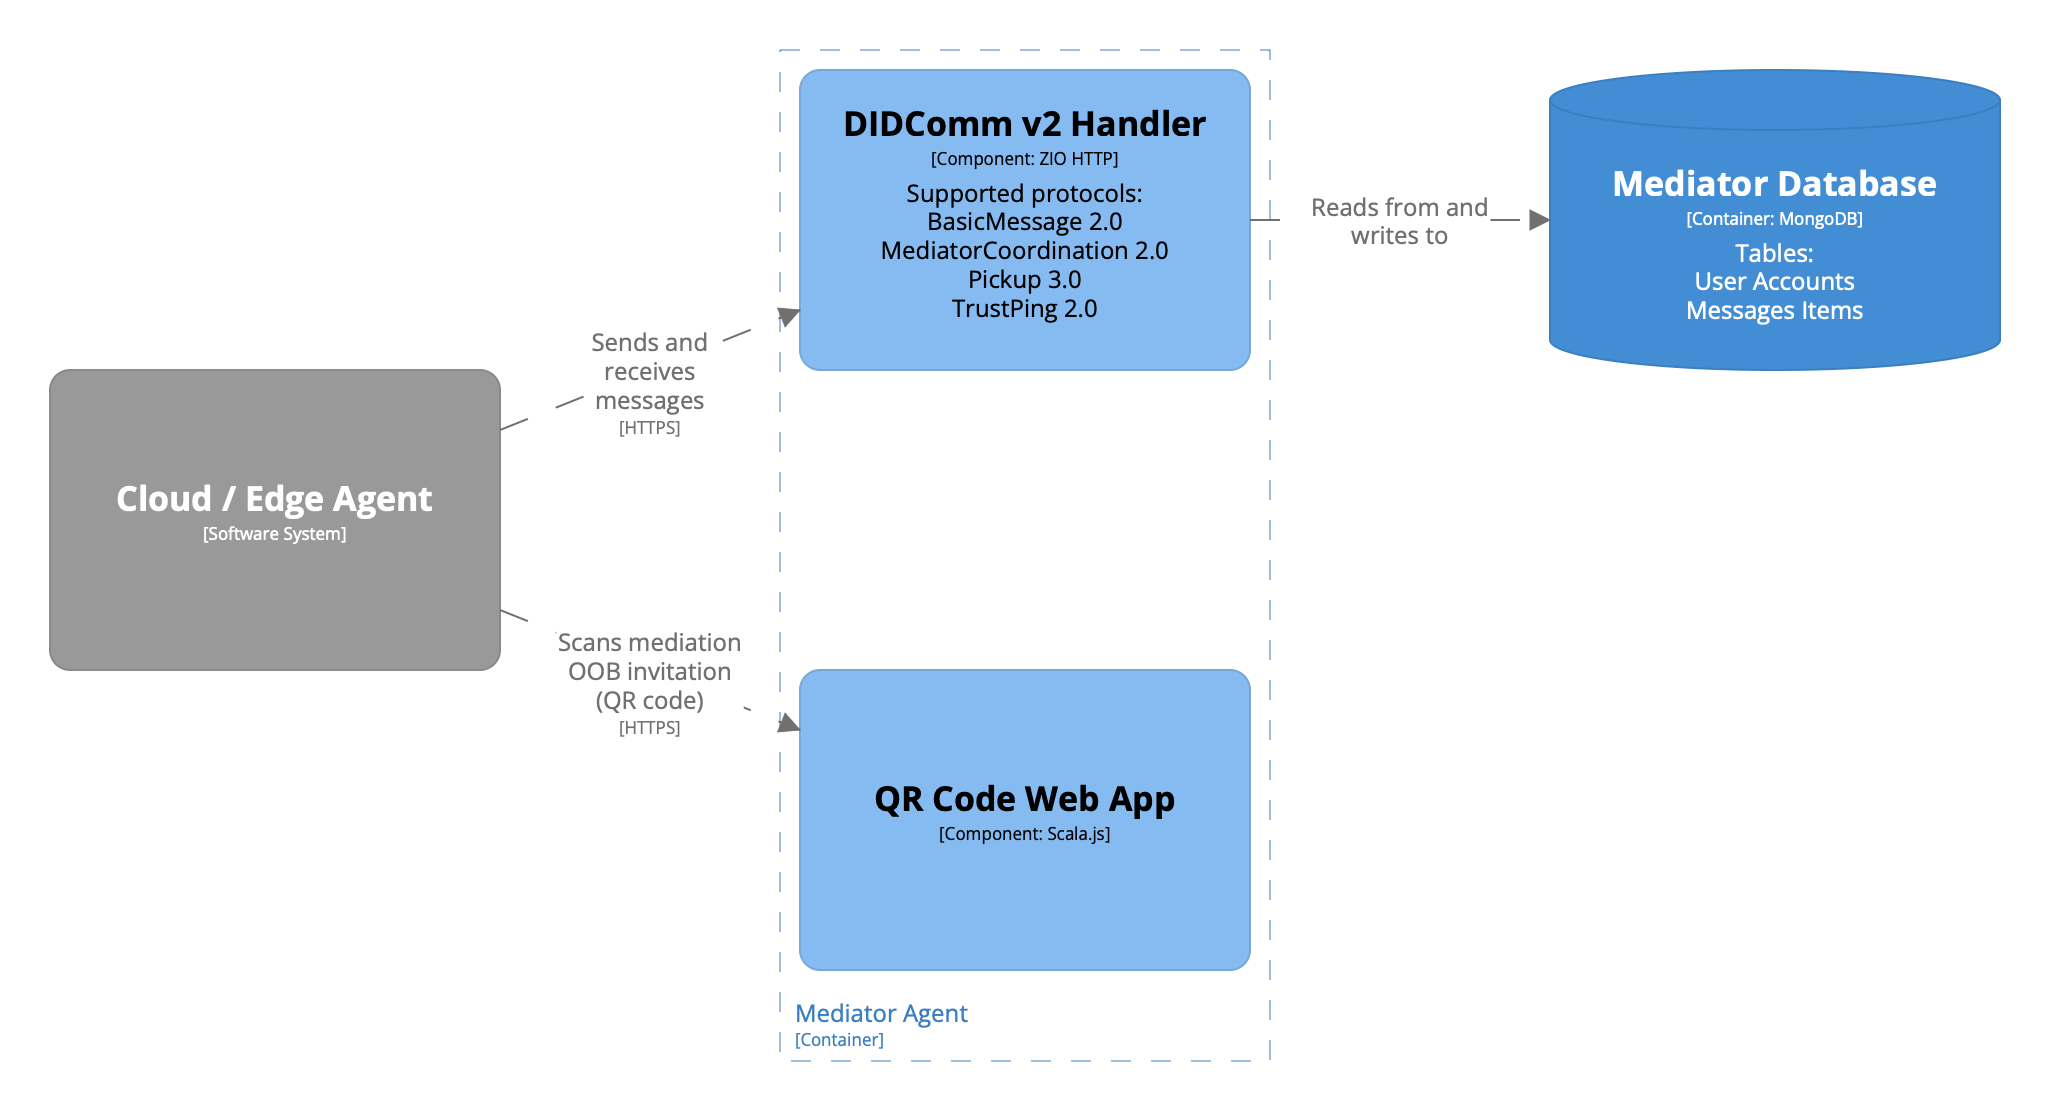 DIDComm v2 Handler
[Component: ZIO HTTP]
Supported protocols:
BasicMessage 2.0
MediatorCoordination 2.0
Pickup 3.0
TrustPing 2.0
Reads from and
writes to
Mediator Database
[Container: MongoDB]
Tables:
User Accounts
Messages Items
Sends and
receives
messages
[HTTPS]
Cloud / Edge Agent
[Software System]
Scans mediation
OOB invitation
(QR code)
[HTTPS]
QR Code Web App
[Component: Scala.js]
Mediator Agent
[Container]